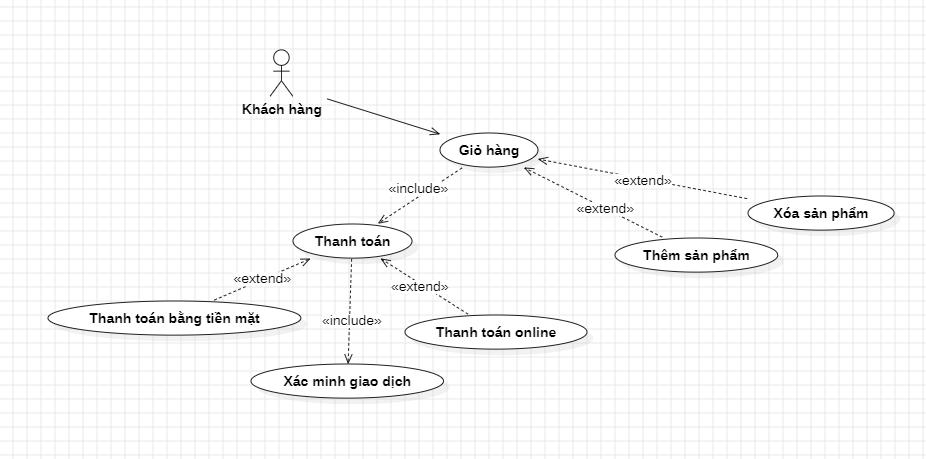 Khách hàng
Giỏ hàng
«include»
«extend»
«extend»
Xóa sản phẩm
Thanh toán
Thêm sản phẩm
«extend»
«extend»
Thanh toán bằng tiền mặt
«include»
Thanh toán online
Xác minh giao dịch